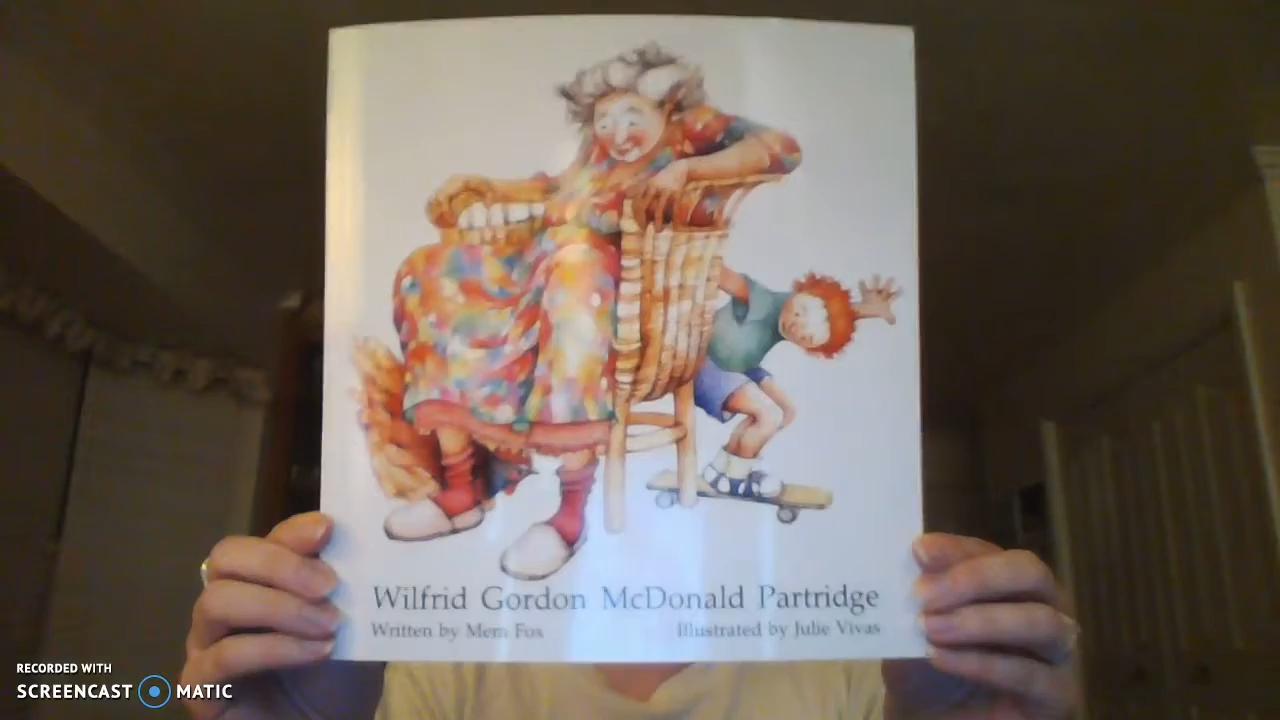 Wilfrid Gordon McDonald Partridge
Written by Mem Fox
Illustrated by Julie Vivas
RECORDED WITH
SCREENCAST MATIC